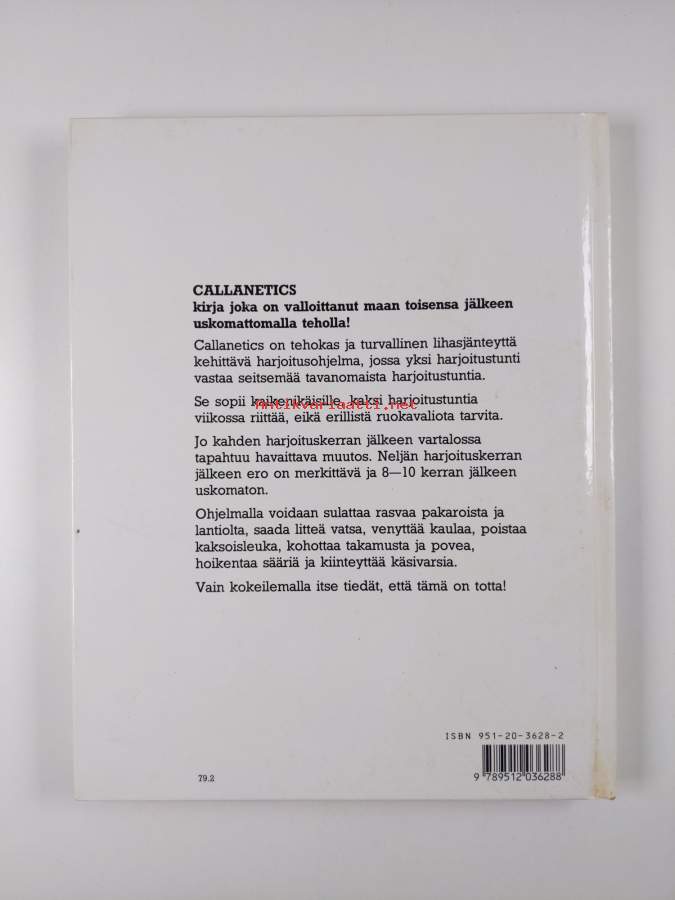 CALLANETICS
kirja joka on valloittanut maan toisensa jälkeen
uskomattomalla teholla!
Callanetics on tehokas ja turvallinen lihasjänteyttä
kehittävä harjoitusohjelma, jossa yksi harjoitustunti
vastaa seitsemää tavanomaista harjoitustuntia.
Se sopii kaikenikäisille, kaksi harjoitustuntia
Antikvariaatti.net
viikossa riittää, eikä erillistä ruokavaliota tarvita.
Jo kahden harjoituskerran jälkeen vartalossa
tapahtuu havaittava muutos. Neljän harjoituskerran
jälkeen ero on merkittävä ja 8—10 kerran jälkeen
uskomaton.
Ohjelmalla voidaan sulattaa rasvaa pakaroista ja
lantiolta, saada litteä vatsa, venyttää kaulaa, poistaa
kaksoisleuka, kohottaa takamusta ja povea,
hoikentaa sääriä ja kiinteyttää käsivarsia.
Vain kokeilemalla itse tiedät, että tämä on totta!
ISBN 951-20-3628-2
9 789512 036288
79.2